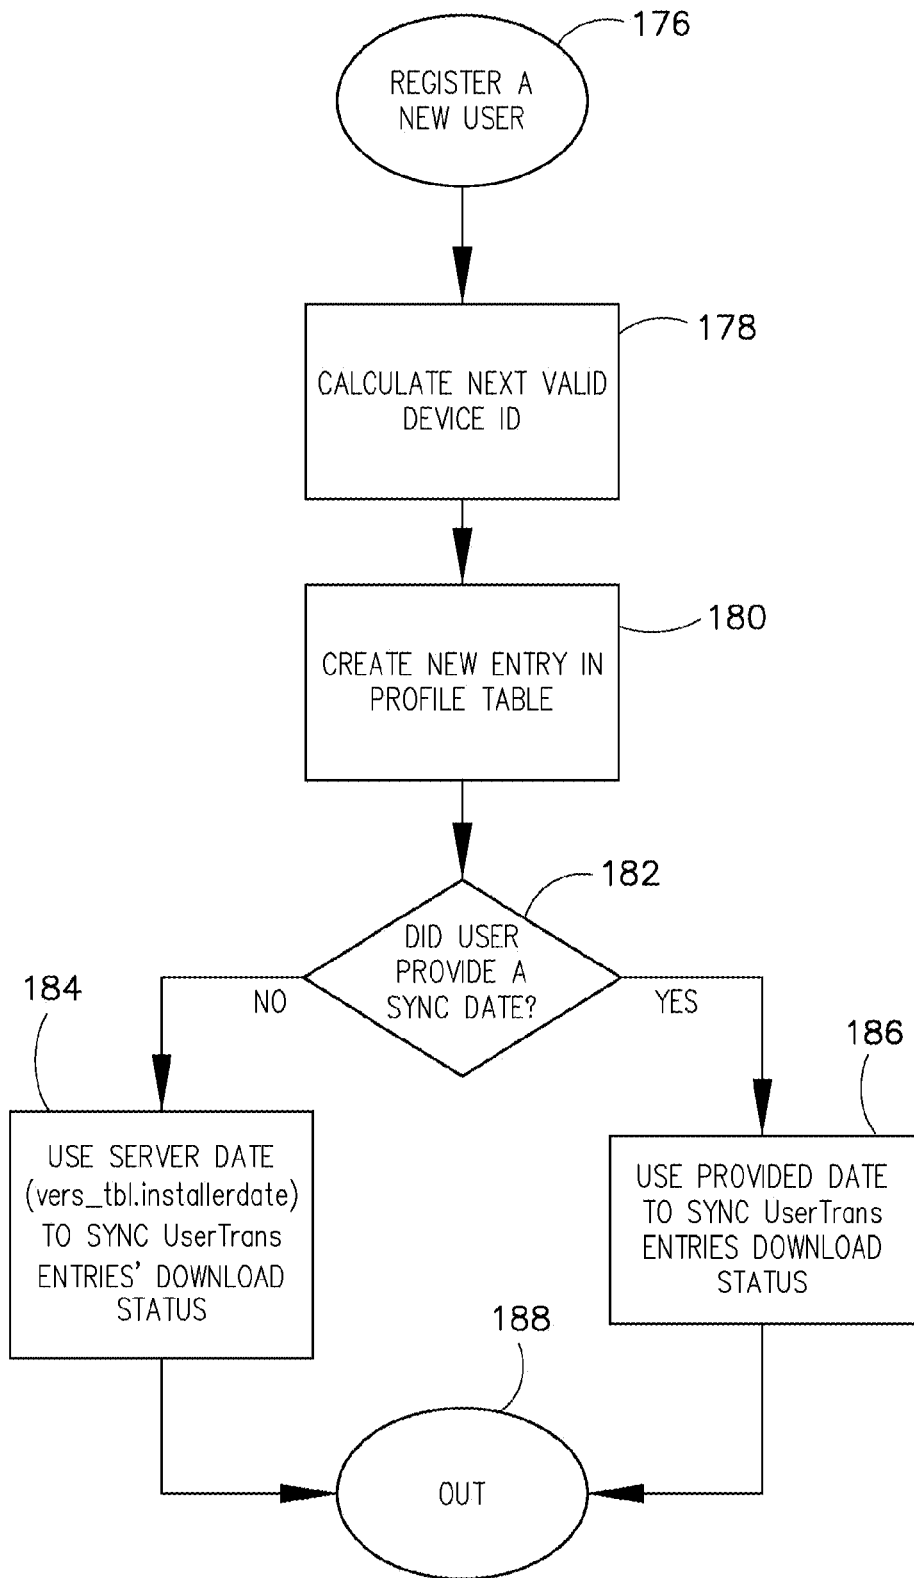 176
REGISTER A
NEW USER
178
CALCULATE NEXT VALID
DEVICE ID
180
CREATE NEW ENTRY IN
PROFILE TABLE
182
DID USER
PROVIDE A
SYNC DATE?
NO
YES
184
USE SERVER DATE
(vers_tbl.installerdate)
TO SYNC UserTrans
ENTRIES' DOWNLOAD
STATUS
186
USE PROVIDED DATE
TO SYNC UserTrans
ENTRIES DOWNLOAD
STATUS
188
OUT